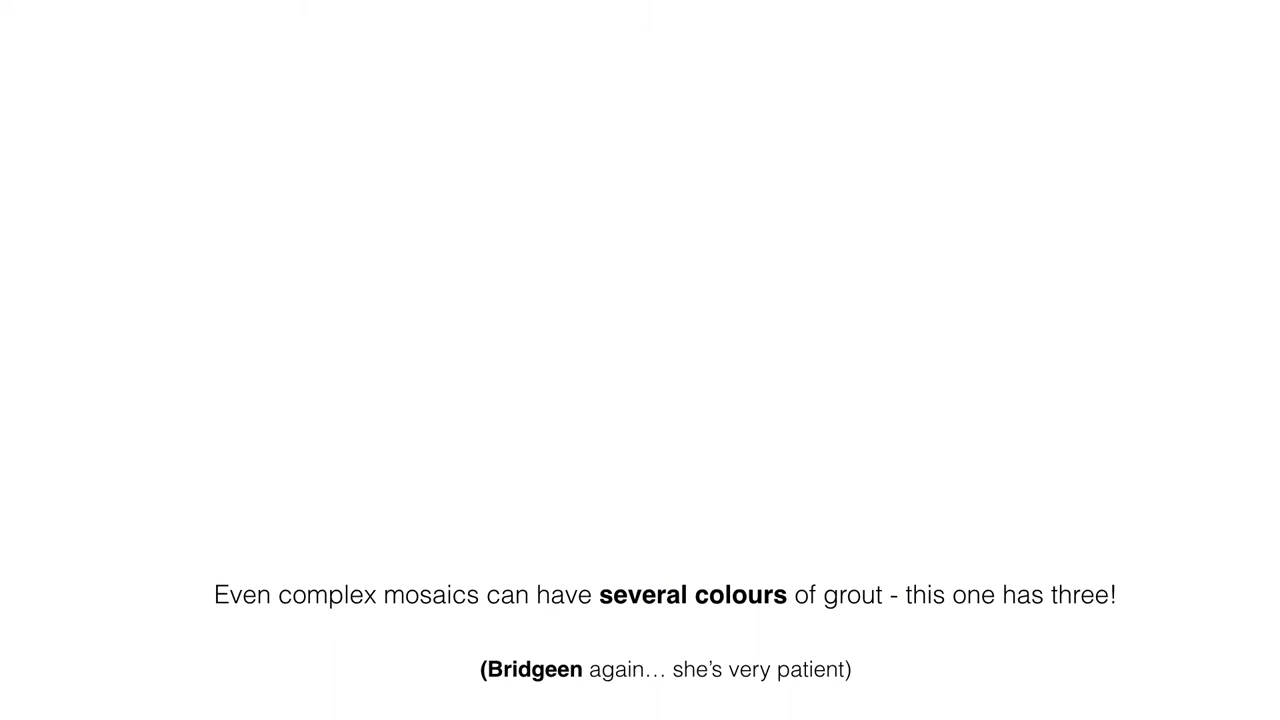 Even complex mosaics can have several colours of grout - this one has three!
(Bridgeen again… she’s very patient)